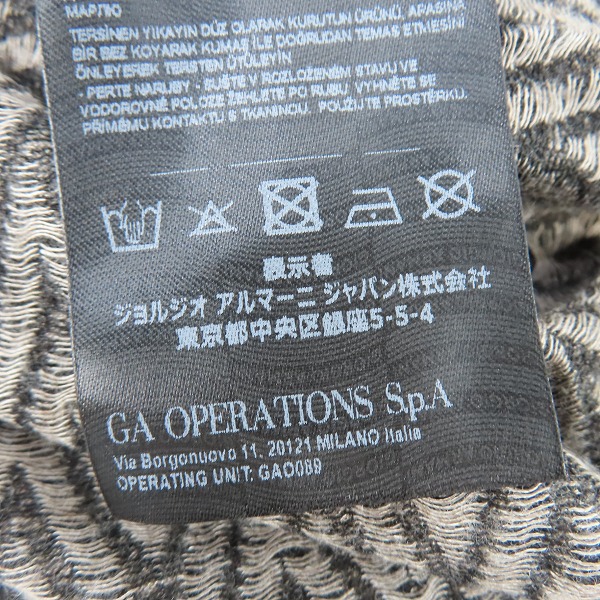 МАРЛЮ
TERSİNEN YIKAYIN DÜZ OLARAK KURUTUN ÜRÜNÜ, ARASINA
BİR BEZ KOYARAK KUMAŞ İLE DOĞRUDAN TEMAS ETMESİNİ
ÖNLEYEREK TERSTEN ÜTÜLEYİN
- PERTE NARUBY - SUŠTE V ROZLOŽENÉM STAVU VE
VODOROVNÉ POLOZE ŽEHLETE PO RUBU VYHNĚTE SE
PŘÍMÉMU KONTAKTU S TKANINOU. POUŽIJTE PROSTĚRKU.
表示者
ジョルジオ アルマーニ ジャパン株式会社
東京都中央区銀座5-5-4
GA OPERATIONS S.p.A
Via Borgonuovo 11, 20121 MILANO Italia
OPERATING UNIT: GAO089